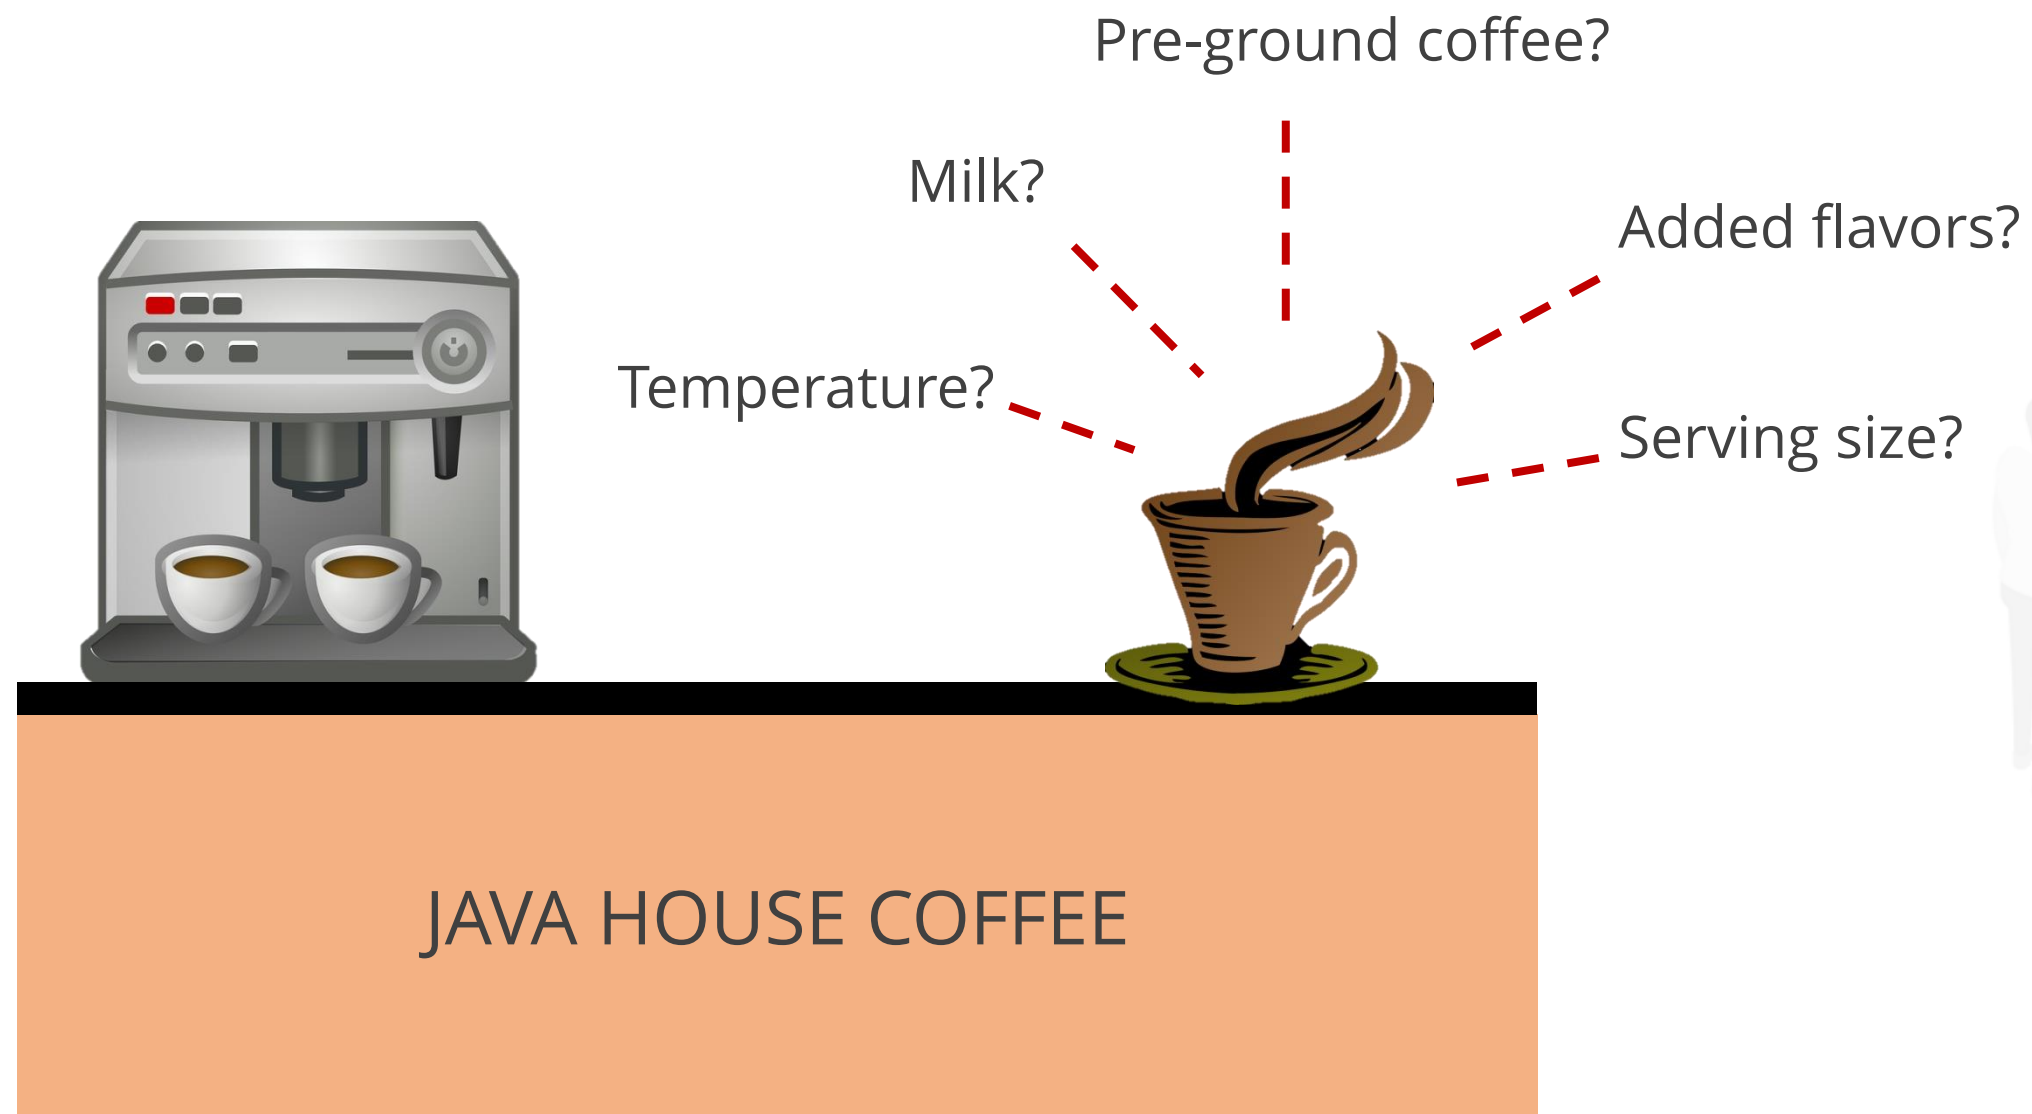 Pre-ground coffee?
Milk?
Added flavors?
Temperature?
Serving size?
JAVA HOUSE COFFEE